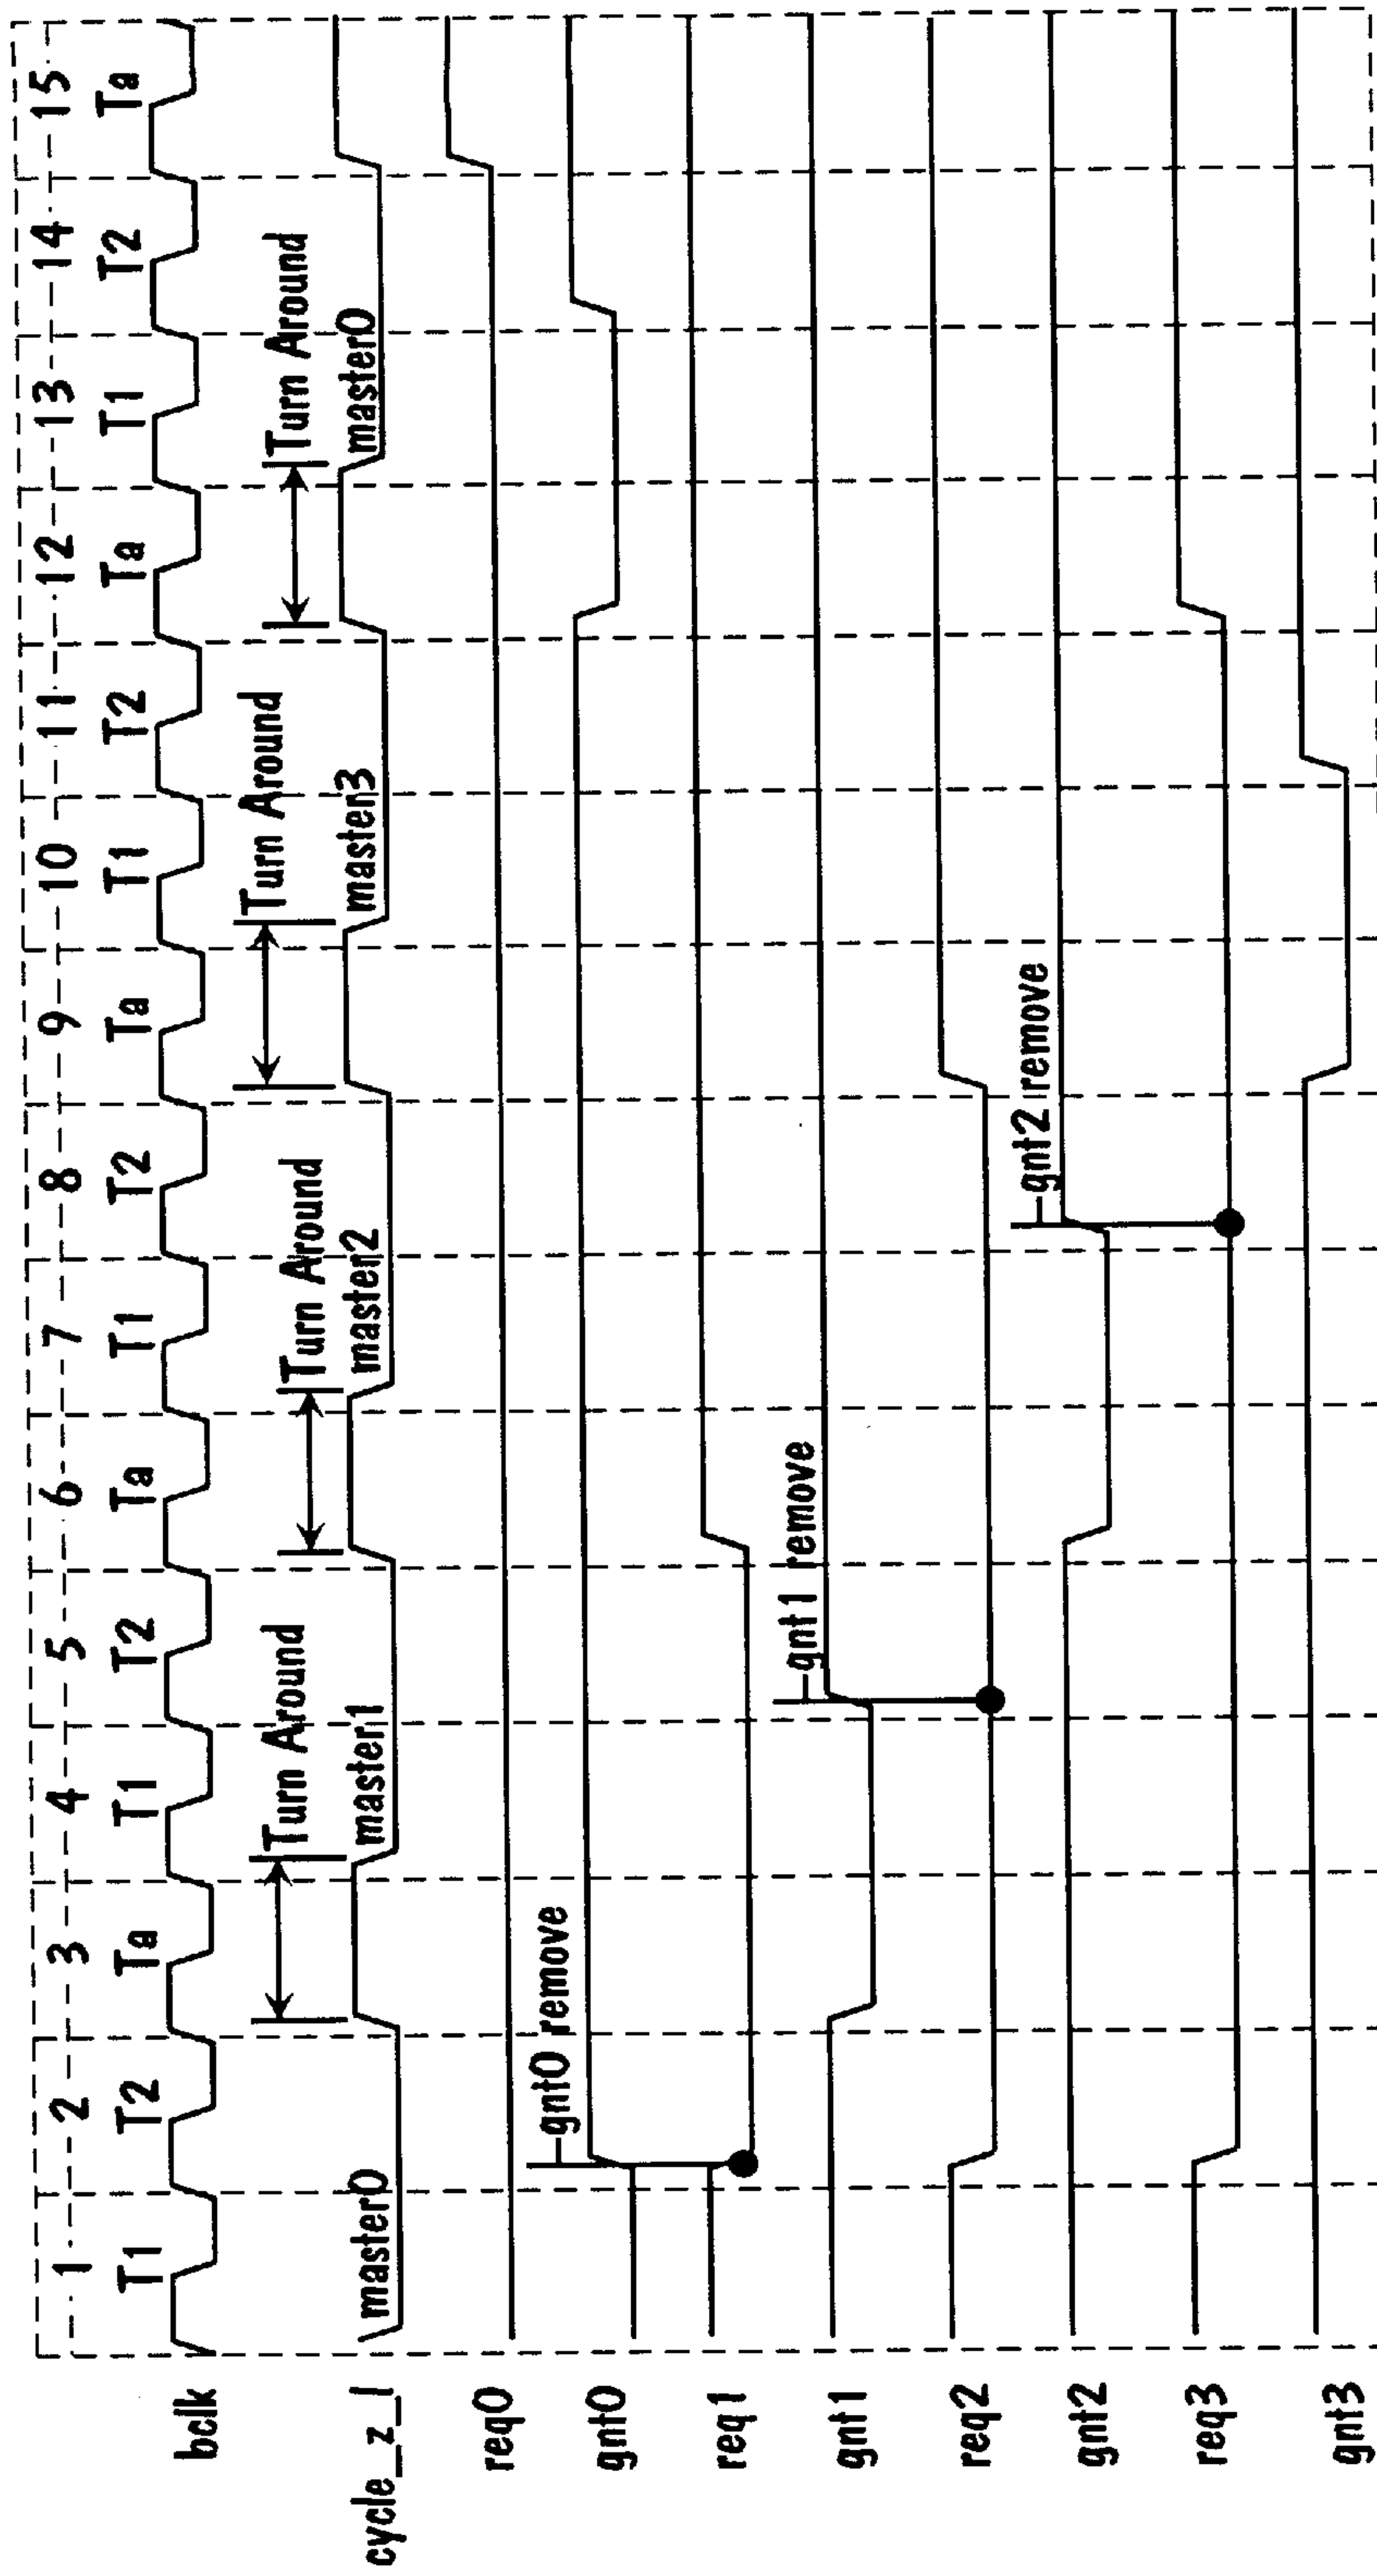 1 2 3 4 5 6 7 8 9 10 11 12 13 14 15
T1 T2 Ta T1 T2 Ta T1 T2 Ta T1 T2 Ta T1 T2 Ta
bclk
Turn Around Turn Around Turn Around Turn Around
cycle_z_l master0 master1 master2 master3 master0
req0
gnt0 remove
gnt0
req1
gnt1 remove
gnt1
req2
gnt2 remove
gnt2
req3
gnt3